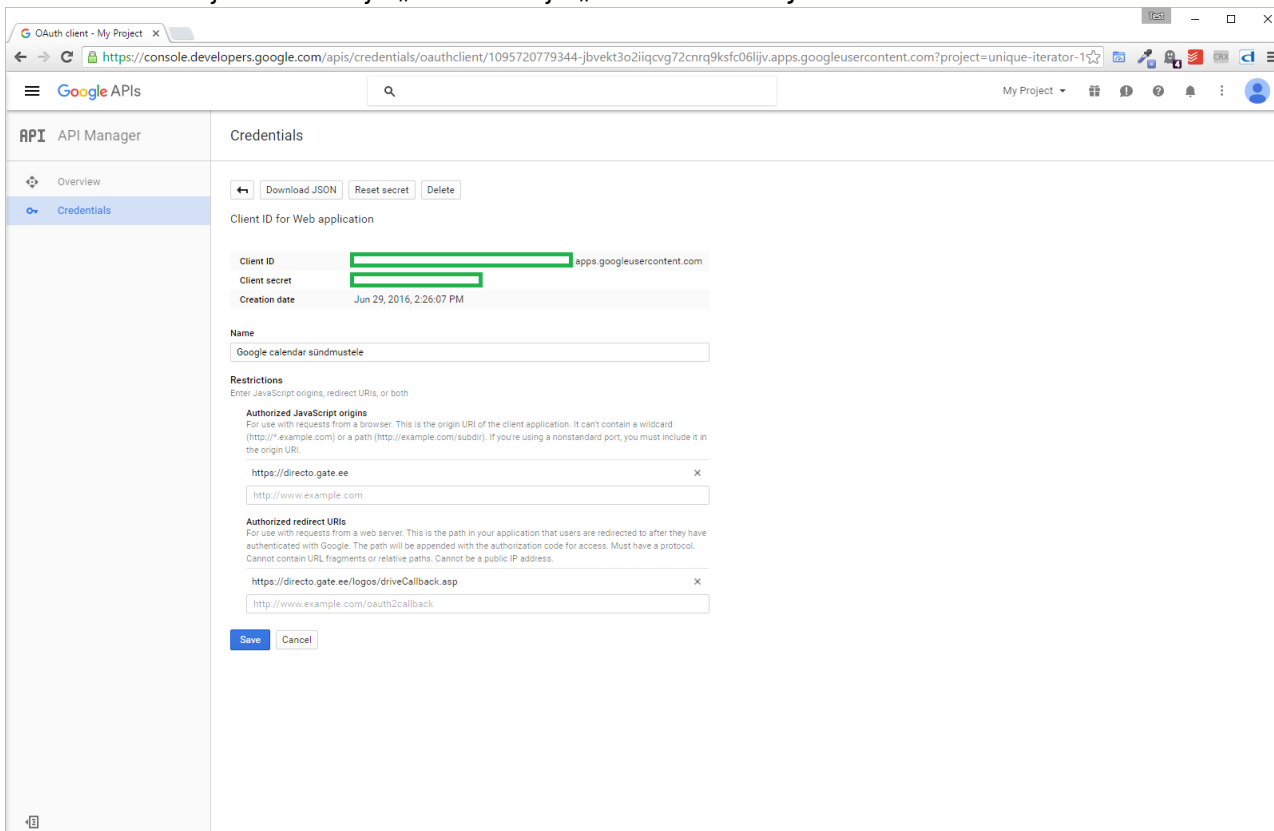 Test
OAuth client - My Project
https://console.developers.google.com/apis/credentials/oauthclient/1095720779344-jbvekt3o2iiqcvg72cnrq9ksfc06lijv.apps.googleusercontent.com?project=unique-iterator-1
CRX
Google APIs
My Project
API API Manager
Credentials
Overview
Credentials
Download JSON Reset secret Delete
Client ID for Web application
Client ID .apps.googleusercontent.com
Client secret
Creation date Jun 29, 2016, 2:26:07 PM
Name
Google calendar sündmustele
Restrictions
Enter JavaScript origins, redirect URIs, or both
Authorized JavaScript origins
For use with requests from a browser. This is the origin URI of the client application. It can't contain a wildcard
(http://*.example.com) or a path (http://example.com/subdir). If you're using a nonstandard port, you must include it in
the origin URI.
https://directo.gate.ee
http://www.example.com
Authorized redirect URIs
For use with requests from a web server. This is the path in your application that users are redirected to after they have
authenticated with Google. The path will be appended with the authorization code for access. Must have a protocol.
Cannot contain URL fragments or relative paths. Cannot be a public IP address.
https://directo.gate.ee/logos/driveCallback.asp
http://www.example.com/oauth2callback
Save Cancel